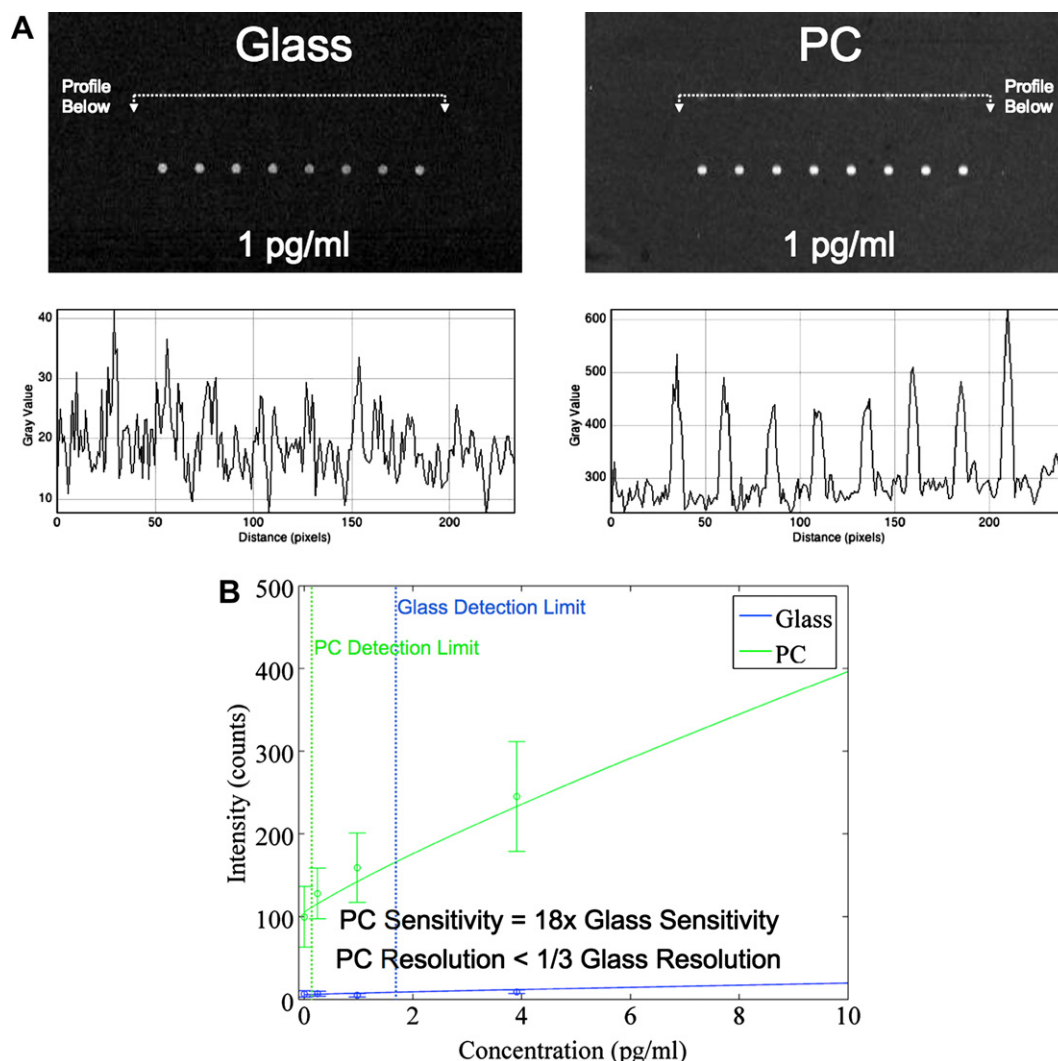 A
Glass
Profile
Below
1 pg/ml
PC
Profile
Below
1 pg/ml
40
30
20
10
Gray Value
0
50
100
150
200
Distance (pixels)
600
500
400
300
Gray Value
0
50
100
150
200
Distance (pixels)
B
500
400
300
200
100
0
Intensity (counts)
Glass Detection Limit
PC Detection Limit
Glass
PC
PC Sensitivity = 18x Glass Sensitivity
PC Resolution < 1/3 Glass Resolution
0
2
4
6
8
10
Concentration (pg/ml)